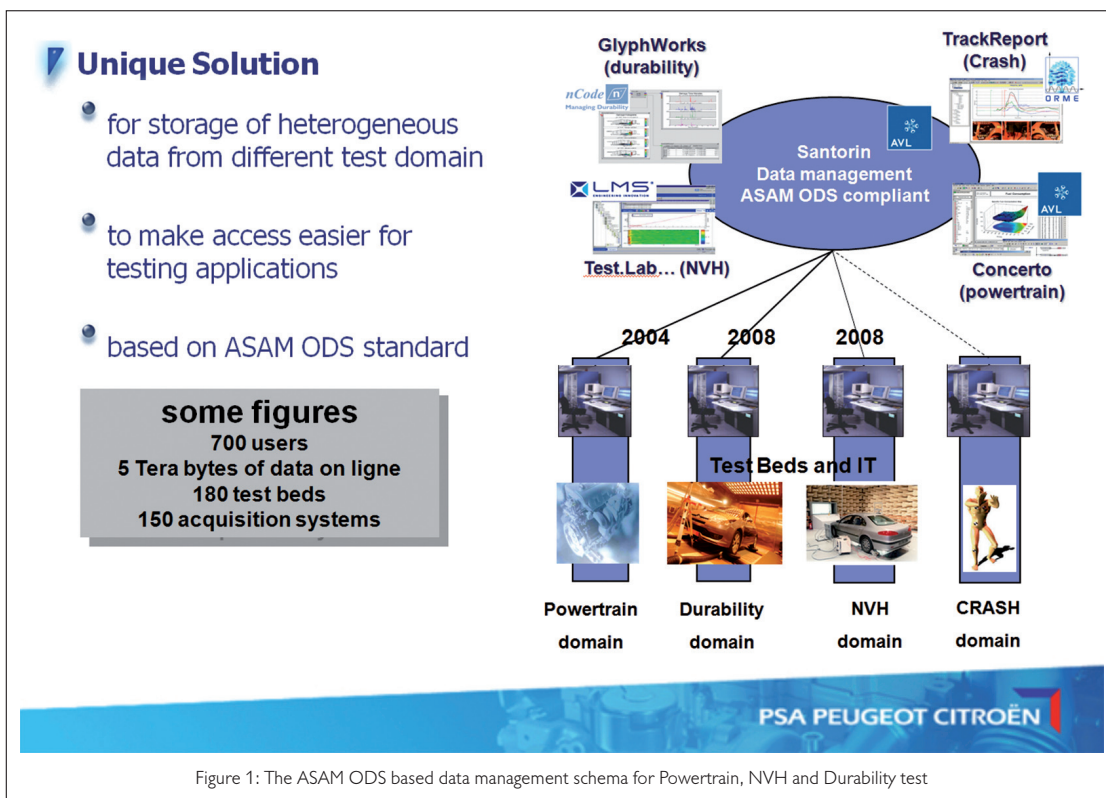 Unique Solution
for storage of heterogeneous
data from different test domain
to make access easier for
testing applications
based on ASAM ODS standard
some figures
700 users
5 Tera bytes of data on ligne
180 test beds
150 acquisition systems
GlyphWorks
(durability)
nCode n
Managing Durability
TrackReport
(Crash)
ORME
AVL
Santorin
Data management
ASAM ODS compliant
LMS
ENGINEERING INNOVATION
Test.Lab... (NVH)
AVL
Concerto
(powertrain)
2004
2008
2008
Test Beds and IT
Powertrain
domain
Durability
domain
NVH
domain
CRASH
domain
PSA PEUGEOT CITROËN
Figure 1: The ASAM ODS based data management schema for Powertrain, NVH and Durability test